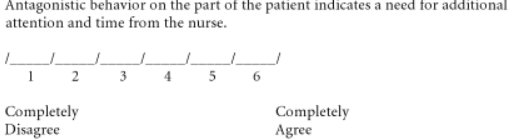 Antagonistic behavior on the part of the patient indicates a need for additional
attention and time from the nurse.
/_____/_____/_____/_____/_____/_____/
1 2 3 4 5 6
Completely Completely
Disagree Agree